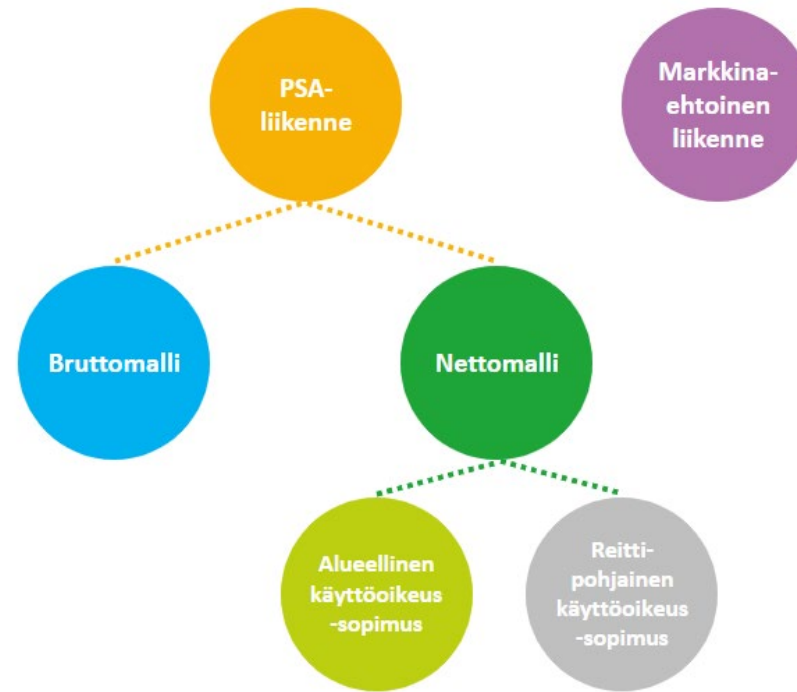 PSA-
liikenne
Markkina-
ehtoinen
liikenne
Bruttomalli
Nettomalli
Alueellinen
käyttöoikeus
-sopimus
Reitti-
pohjainen
käyttöoikeus
-sopimus